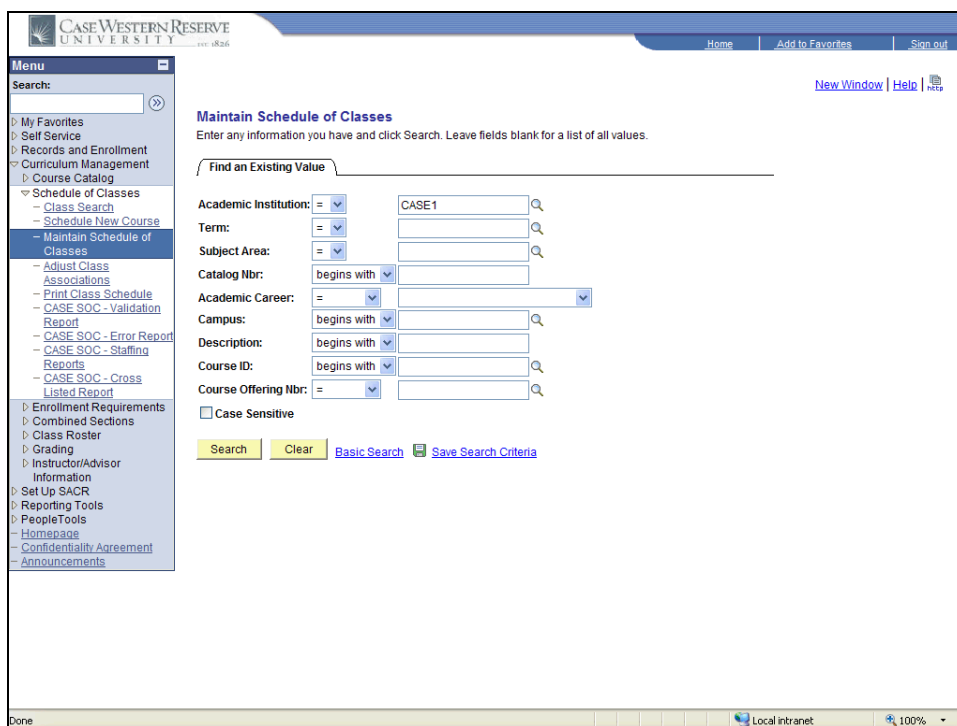 CASE WESTERN RESERVE
UNIVERSITY EST. 1826
Home
Add to Favorites
Sign out
Menu
Search:
New Window | Help |
http
My Favorites
Self Service
Records and Enrollment
Curriculum Management
Course Catalog
Schedule of Classes
– Class Search
– Schedule New Course
– Maintain Schedule of
Classes
– Adjust Class
Associations
– Print Class Schedule
– CASE SOC - Validation
Report
– CASE SOC - Error Report
– CASE SOC - Staffing
Reports
– CASE SOC - Cross
Listed Report
Enrollment Requirements
Combined Sections
Class Roster
Grading
Instructor/Advisor
Information
Set Up SACR
Reporting Tools
PeopleTools
– Homepage
– Confidentiality Agreement
– Announcements
Maintain Schedule of Classes
Enter any information you have and click Search. Leave fields blank for a list of all values.
Find an Existing Value
Academic Institution: = CASE1
Term: =
Subject Area: =
Catalog Nbr: begins with
Academic Career: =
Campus: begins with
Description: begins with
Course ID: begins with
Course Offering Nbr: =
Case Sensitive
Search Clear Basic Search Save Search Criteria
Done
Local intranet
100%